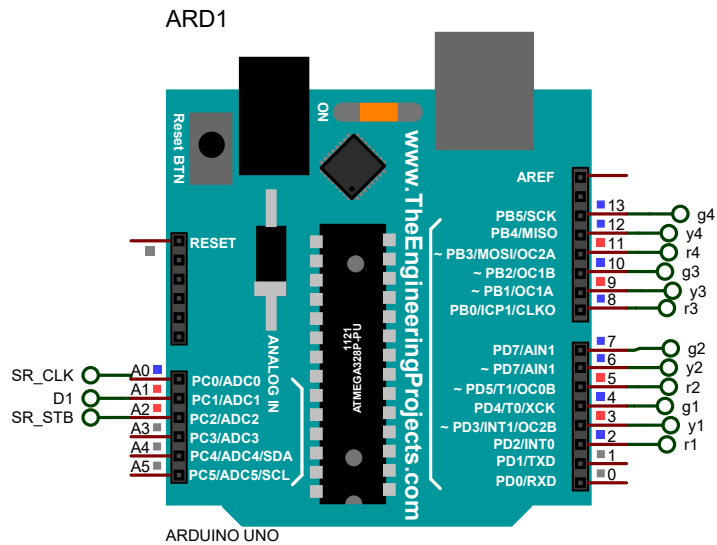 ARD1
Reset BTN
ON
www.TheEngineeringProjects.com
RESET
ANALOG IN
1121
ATMEGA328P-PU
SR_CLK A0 PC0/ADC0
D1 A1 PC1/ADC1
SR_STB A2 PC2/ADC2
A3 PC3/ADC3
A4 PC4/ADC4/SDA
A5 PC5/ADC5/SCL
AREF
PB5/SCK 13 g4
PB4/MISO 12 y4
~ PB3/MOSI/OC2A 11 r4
~ PB2/OC1B 10 g3
~ PB1/OC1A 9 y3
PB0/ICP1/CLKO 8 r3
PD7/AIN1 7 g2
~ PD7/AIN1 6 y2
~ PD5/T1/OC0B 5 r2
PD4/T0/XCK 4 g1
~ PD3/INT1/OC2B 3 y1
PD2/INT0 2 r1
PD1/TXD 1
PD0/RXD 0
ARDUINO UNO